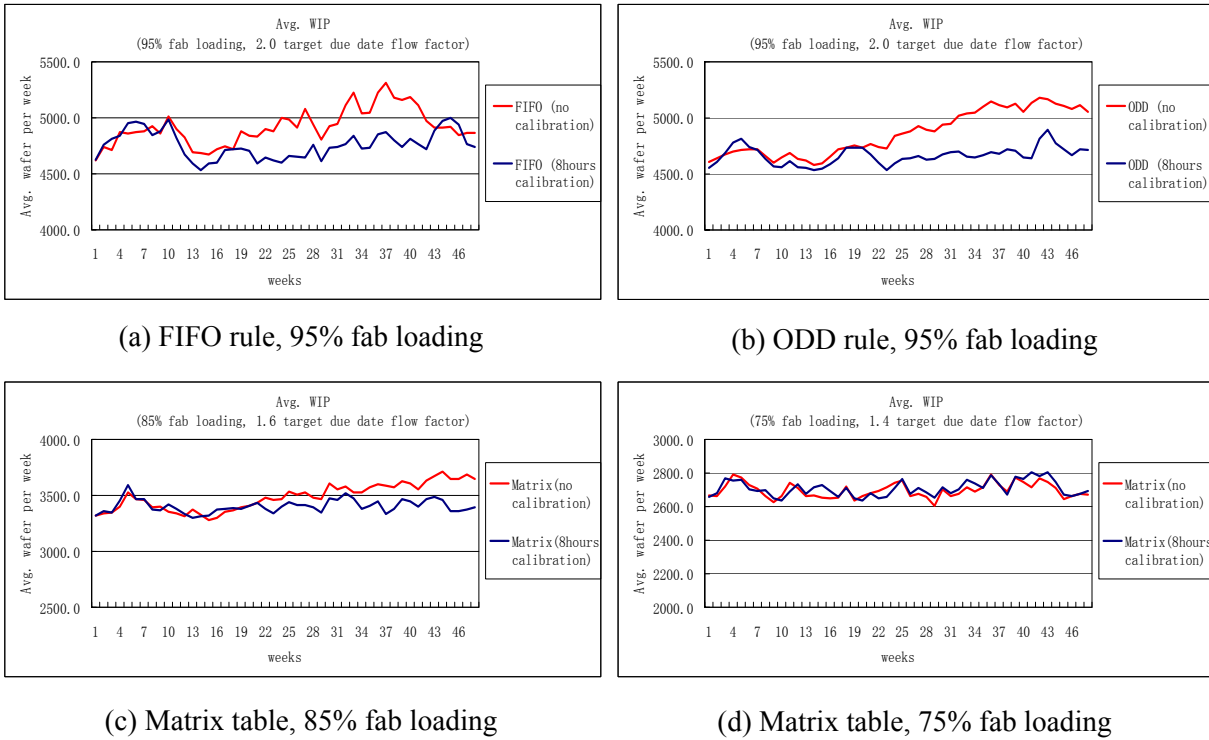 Avg. WIP
(95% fab loading, 2.0 target due date flow factor)
Avg. wafer per week
5500.0
5000.0
4500.0
4000.0
1 4 7 10 13 16 19 22 25 28 31 34 37 40 43 46
weeks
FIFO (no
calibration)
FIFO (8hours
calibration)
(a) FIFO rule, 95% fab loading
Avg. WIP
(95% fab loading, 2.0 target due date flow factor)
Avg. wafer per week
5500.0
5000.0
4500.0
4000.0
1 4 7 10 13 16 19 22 25 28 31 34 37 40 43 46
weeks
ODD (no
calibration)
ODD (8hours
calibration)
(b) ODD rule, 95% fab loading
Avg. WIP
(85% fab loading, 1.6 target due date flow factor)
Avg. wafer per week
4000.0
3500.0
3000.0
2500.0
1 4 7 10 13 16 19 22 25 28 31 34 37 40 43 46
weeks
Matrix(no
calibration)
Matrix(8hours
calibration)
(c) Matrix table, 85% fab loading
Avg. WIP
(75% fab loading, 1.4 target due date flow factor)
Avg. wafer per week
3000.0
2800.0
2600.0
2400.0
2200.0
2000.0
1 4 7 10 13 16 19 22 25 28 31 34 37 40 43 46
weeks
Matrix(no
calibration)
Matrix(8hours
calibration)
(d) Matrix table, 75% fab loading